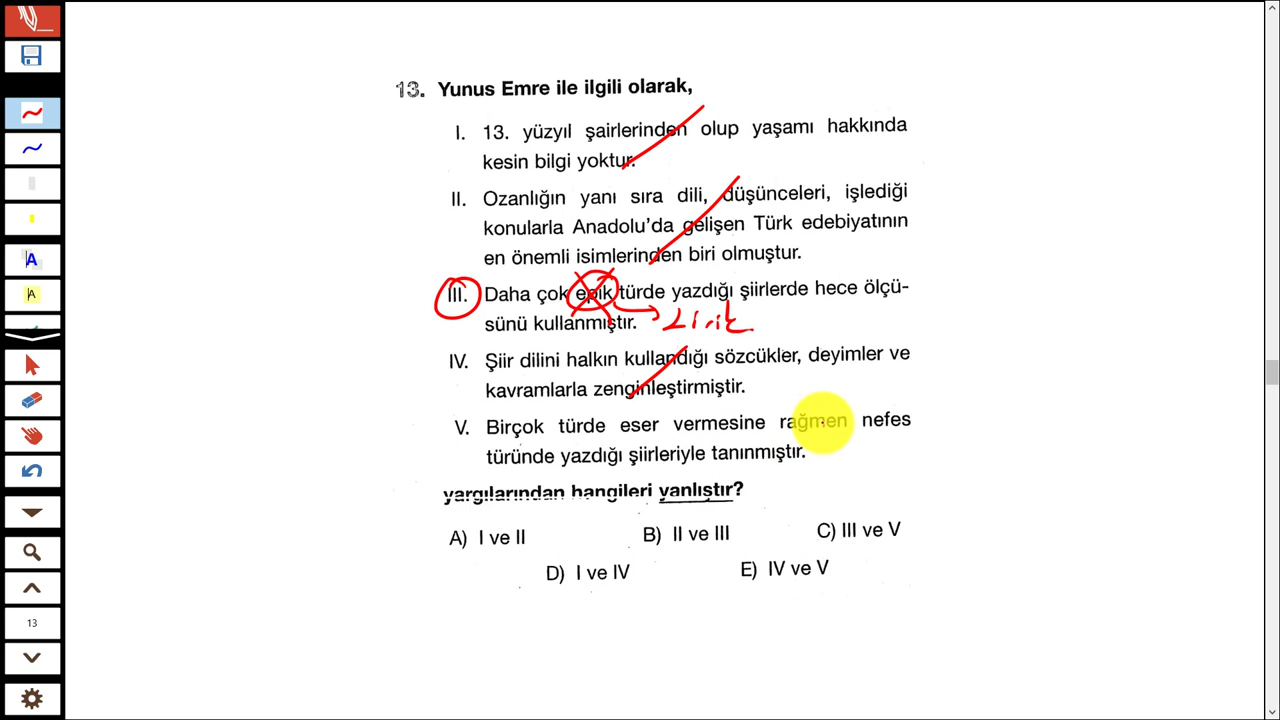 13. Yunus Emre ile ilgili olarak,
I. 13. yüzyıl şairlerinden olup yaşamı hakkında
kesin bilgi yoktur.
II. Ozanlığın yanı sıra dili, düşünceleri, işlediği
konularla Anadolu'da gelişen Türk edebiyatının
en önemli isimlerinden biri olmuştur.
III. Daha çok epik türde yazdığı şiirlerde hece ölçü-
sünü kullanmıştır. Lirik
IV. Şiir dilini halkın kullandığı sözcükler, deyimler ve
kavramlarla zenginleştirmiştir.
V. Birçok türde eser vermesine rağmen nefes
türünde yazdığı şiirleriyle tanınmıştır.
yargılarından hangileri yanlıştır?
A) I ve II B) II ve III C) III ve V
D) I ve IV E) IV ve V
A
A
13